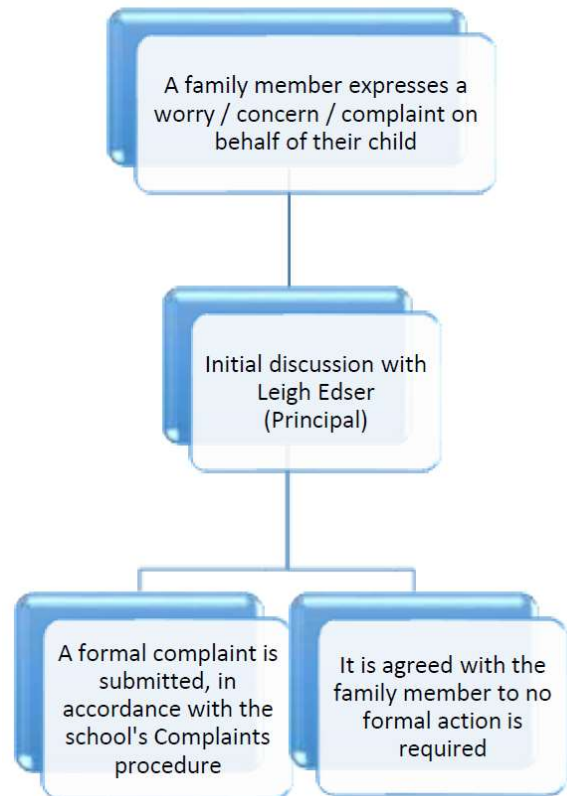 A family member expresses a
worry / concern / complaint on
behalf of their child
Initial discussion with
Leigh Edser
(Principal)
A formal complaint is
submitted, in
accordance with the
school's Complaints
procedure
It is agreed with the
family member to no
formal action is
required